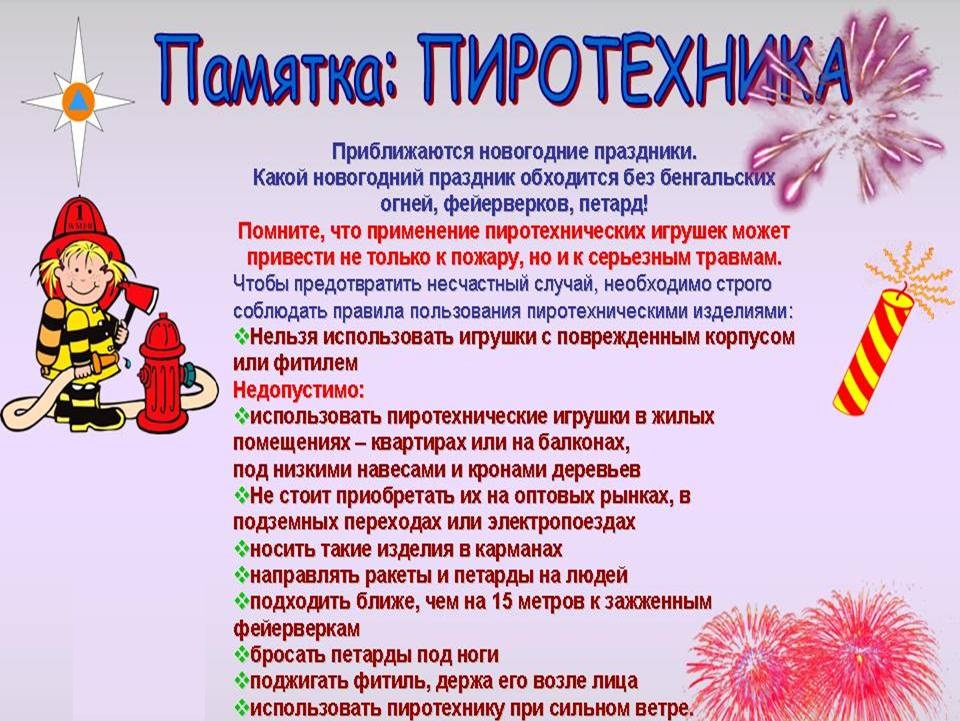 Памятка: ПИРОТЕХНИКА
Приближаются новогодние праздники.
Какой новогодний праздник обходится без бенгальских
огней, фейерверков, петард!
Помните, что применение пиротехнических игрушек может
привести не только к пожару, но и к серьезным травмам.
Чтобы предотвратить несчастный случай, необходимо строго
соблюдать правила пользования пиротехническими изделиями:
❖Нельзя использовать игрушки с поврежденным корпусом
или фитилем
Недопустимо:
❖использовать пиротехнические игрушки в жилых
помещениях – квартирах или на балконах,
под низкими навесами и кронами деревьев
❖Не стоит приобретать их на оптовых рынках, в
подземных переходах или электропоездах
❖носить такие изделия в карманах
❖направлять ракеты и петарды на людей
❖подходить ближе, чем на 15 метров к зажженным
фейерверкам
❖бросать петарды под ноги
❖поджигать фитиль, держа его возле лица
❖использовать пиротехнику при сильном ветре.
1